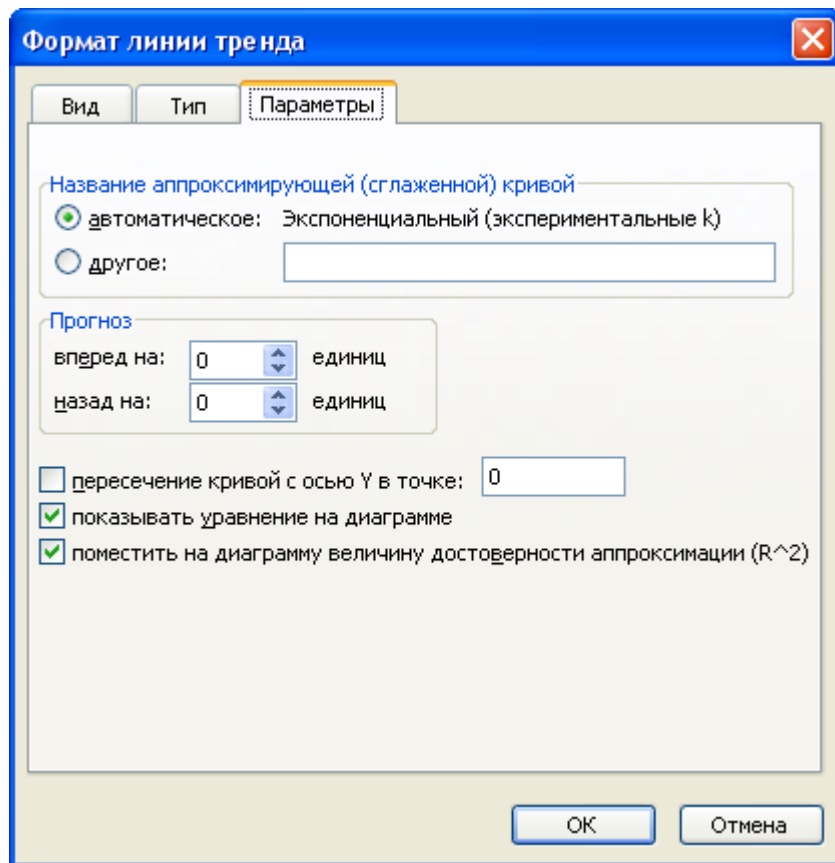 Формат линии тренда
Вид Тип Параметры
Название аппроксимирующей (сглаженной) кривой
автоматическое: Экспоненциальный (экспериментальные k)
другое:
Прогноз
вперед на: 0 единиц
назад на: 0 единиц
пересечение кривой с осью Y в точке: 0
показывать уравнение на диаграмме
поместить на диаграмму величину достоверности аппроксимации (R^2)
ОК Отмена